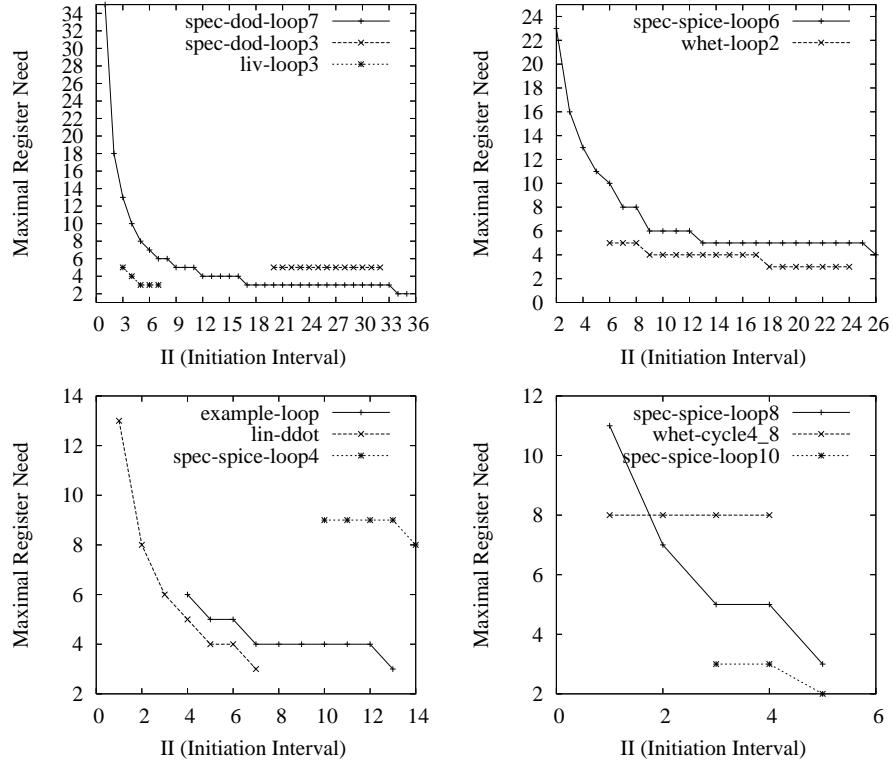 spec-dod-loop7
spec-dod-loop3
liv-loop3
Maximal Register Need
34
32
30
28
26
24
22
20
18
16
14
12
10
8
6
4
2
0 3 6 9 12 15 18 21 24 27 30 33 36
II (Initiation Interval)
spec-spice-loop6
whet-loop2
Maximal Register Need
24
22
20
18
16
14
12
10
8
6
4
2
0
2 4 6 8 10 12 14 16 18 20 22 24 26
II (Initiation Interval)
example-loop
lin-ddot
spec-spice-loop4
Maximal Register Need
14
12
10
8
6
4
2
0 2 4 6 8 10 12 14
II (Initiation Interval)
spec-spice-loop8
whet-cycle4_8
spec-spice-loop10
Maximal Register Need
12
10
8
6
4
2
0 2 4 6
II (Initiation Interval)